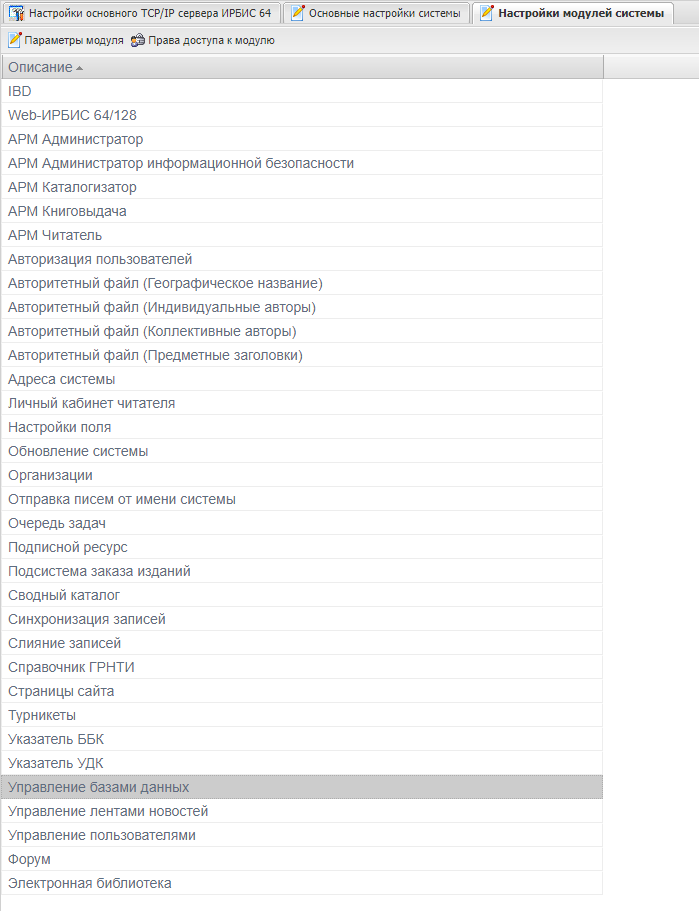 Настройки основного TCP/IP сервера ИРБИС 64 Основные настройки системы Настройки модулей системы
Параметры модуля Права доступа к модулю
Описание
IBD
Web-ИРБИС 64/128
АРМ Администратор
АРМ Администратор информационной безопасности
АРМ Каталогизатор
АРМ Книговыдача
АРМ Читатель
Авторизация пользователей
Авторитетный файл (Географическое название)
Авторитетный файл (Индивидуальные авторы)
Авторитетный файл (Коллективные авторы)
Авторитетный файл (Предметные заголовки)
Адреса системы
Личный кабинет читателя
Настройки поля
Обновление системы
Организации
Отправка писем от имени системы
Очередь задач
Подписной ресурс
Подсистема заказа изданий
Сводный каталог
Синхронизация записей
Слияние записей
Справочник ГРНТИ
Страницы сайта
Турникеты
Указатель ББК
Указатель УДК
Управление базами данных
Управление лентами новостей
Управление пользователями
Форум
Электронная библиотека